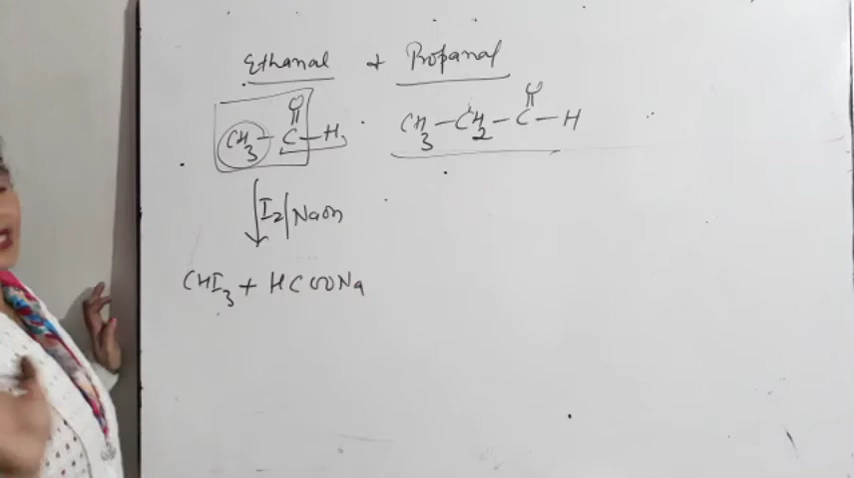 Ethanal + Propanal
CH₃-C(=O)-H, CH₃-CH₂-C(=O)-H
↓ I₂/NaOH
CHI₃ + HCOONa